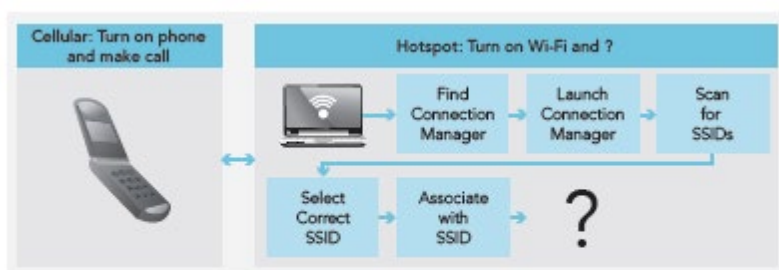 Cellular: Turn on phone
and make call
Hotspot: Turn on Wi-Fi and ?
Find
Connection
Manager
Launch
Connection
Manager
Scan
for
SSIDs
Select
Correct
SSID
Associate
with
SSID
?